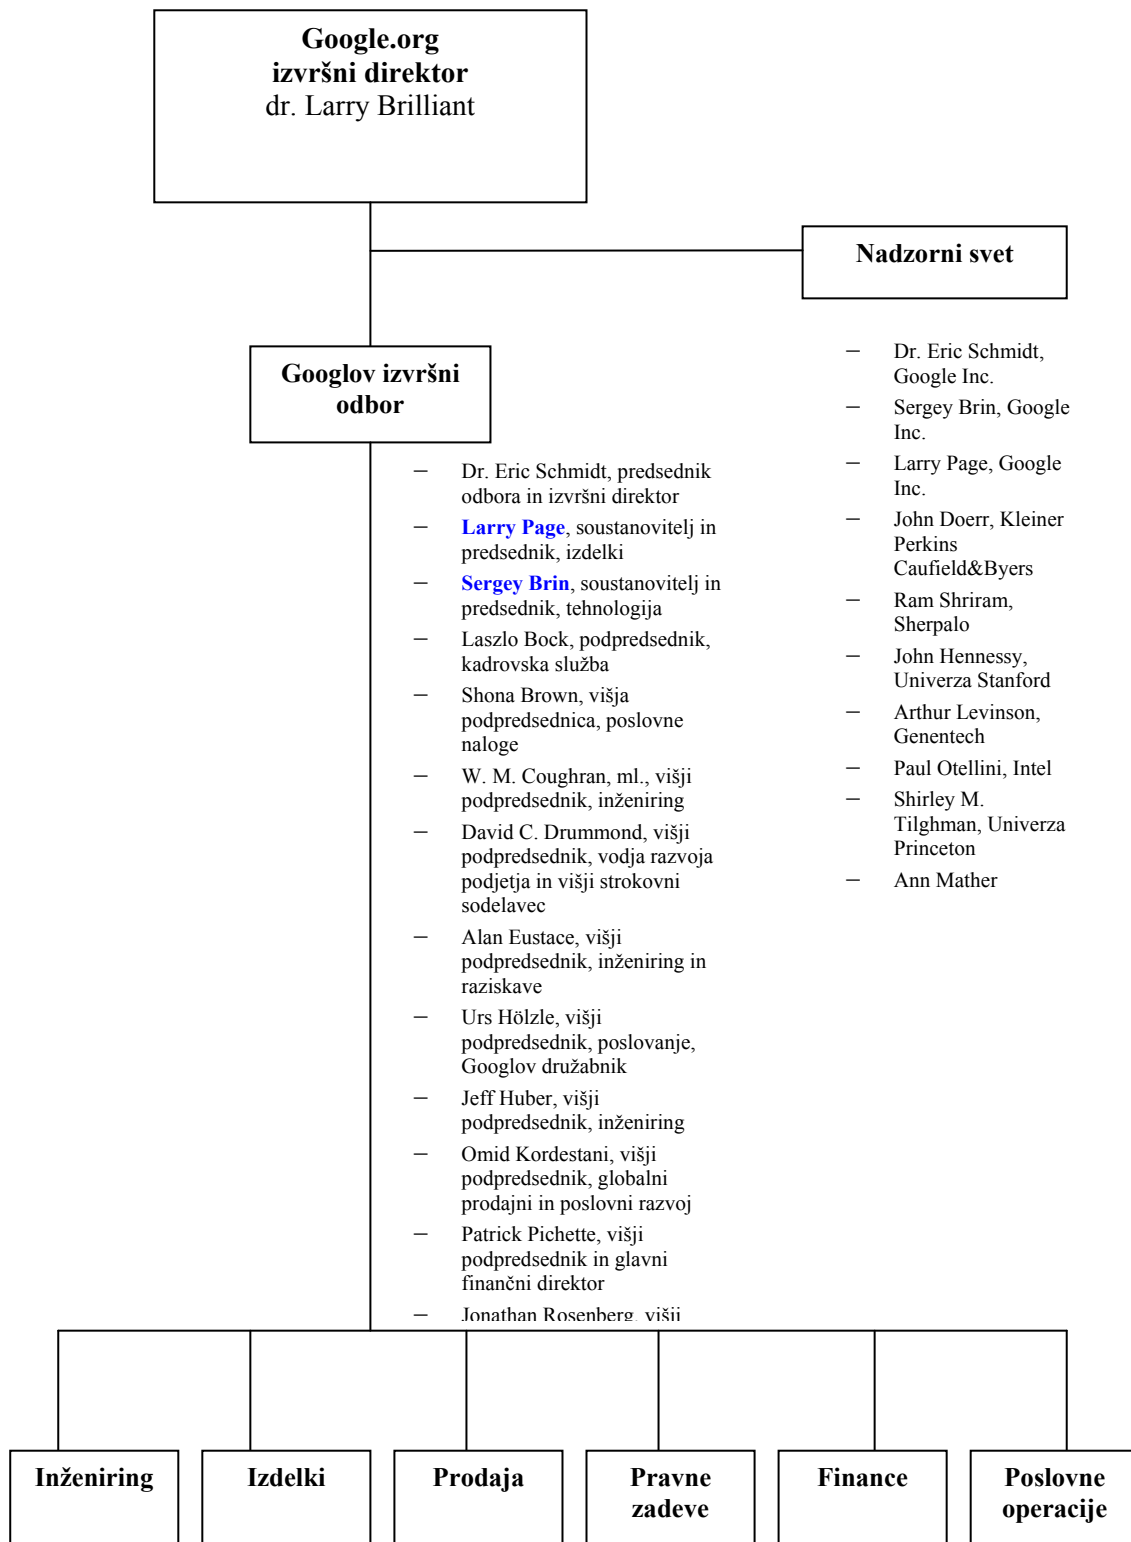 Google.org
izvršni direktor
dr. Larry Brilliant
Nadzorni svet
– Dr. Eric Schmidt,
Google Inc.
– Sergey Brin, Google
Inc.
– Larry Page, Google
Inc.
– John Doerr, Kleiner
Perkins
Caufield&Byers
– Ram Shriram,
Sherpalo
– John Hennessy,
Univerza Stanford
– Arthur Levinson,
Genentech
– Paul Otellini, Intel
– Shirley M.
Tilghman, Univerza
Princeton
– Ann Mather
Googlov izvršni
odbor
– Dr. Eric Schmidt, predsednik
odbora in izvršni direktor
– Larry Page, soustanovitelj in
predsednik, izdelki
– Sergey Brin, soustanovitelj in
predsednik, tehnologija
– Laszlo Bock, podpredsednik,
kadrovska služba
– Shona Brown, višja
podpredsednica, poslovne
naloge
– W. M. Coughran, ml., višji
podpredsednik, inženiring
– David C. Drummond, višji
podpredsednik, vodja razvoja
podjetja in višji strokovni
sodelavec
– Alan Eustace, višji
podpredsednik, inženiring in
raziskave
– Urs Hölzle, višji
podpredsednik, poslovanje,
Googlov družabnik
– Jeff Huber, višji
podpredsednik, inženiring
– Omid Kordestani, višji
podpredsednik, globalni
prodajni in poslovni razvoj
– Patrick Pichette, višji
podpredsednik in glavni
finančni direktor
– Jonathan Rosenberg, višji
Inženiring
Izdelki
Prodaja
Pravne
zadeve
Finance
Poslovne
operacije